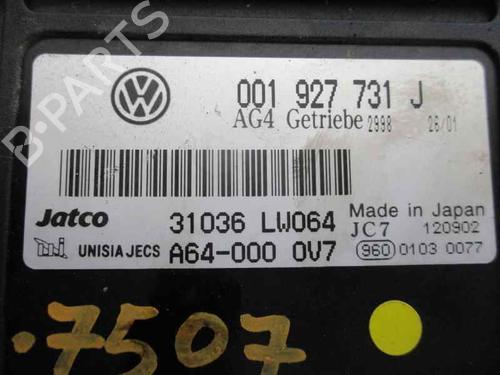 001 927 731 J
AG4 Getriebe 2998 26/01
Jatco 31036 LW064 Made in Japan
JC7 120902
UNISIA JECS A64-000 0V7 960 0103 0077
.7507